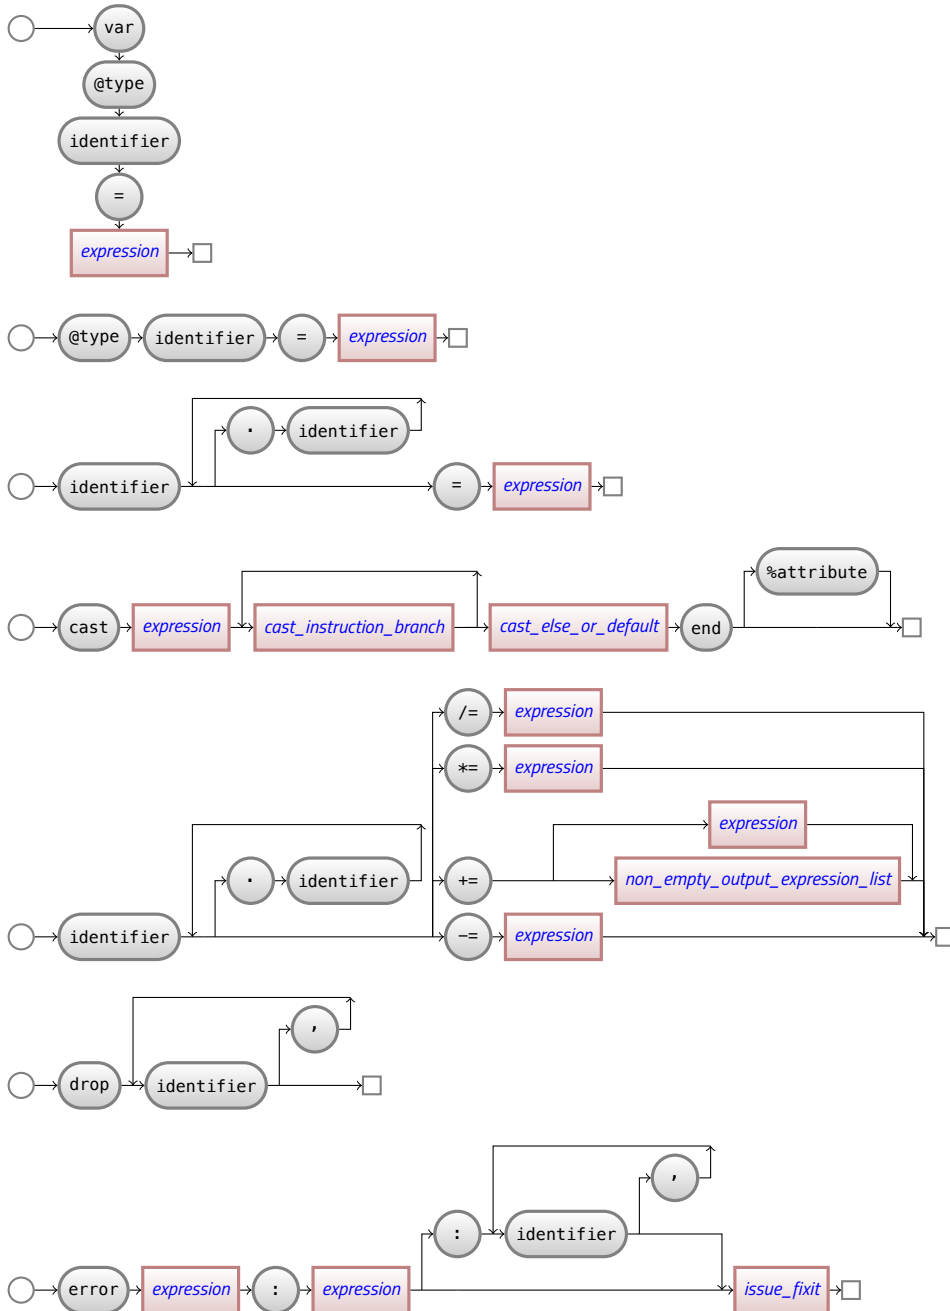 var
@type
identifier
=
expression
@type identifier = expression
. identifier
identifier = expression
%attribute
cast expression cast_instruction_branch cast_else_or_default end
/= expression
*= expression
expression
. identifier += non_empty_output_expression_list
identifier -= expression
,
drop identifier
,
: identifier
error expression : expression issue_fixit